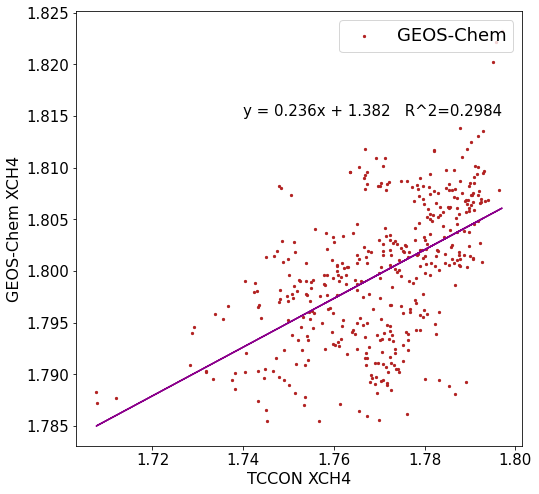 1.825
1.820
1.815
1.810
1.805
1.800
1.795
1.790
1.785
GEOS-Chem XCH4
GEOS-Chem
y = 0.236x + 1.382 R^2=0.2984
1.72 1.74 1.76 1.78 1.80
TCCON XCH4